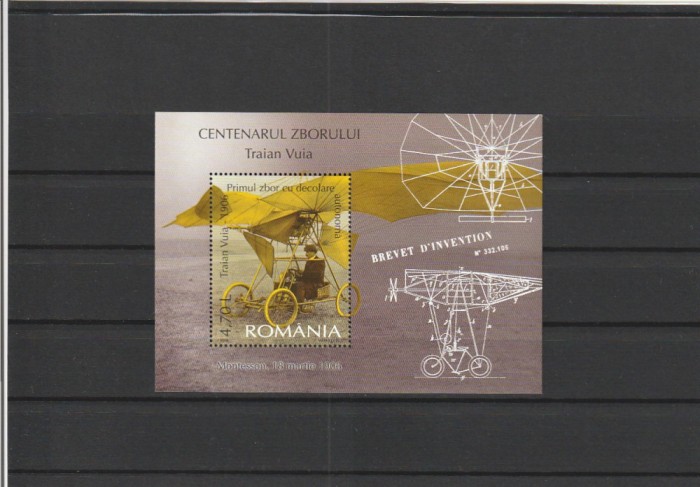 CENTENARUL ZBORULUI
Traian Vuia
Primul zbor cu decolare
autonomă
Traian Vuia - 1906
4,70 L
ROMÂNIA
BREVET D'INVENTION
N° 332.106
Montesson, 18 martie 1906